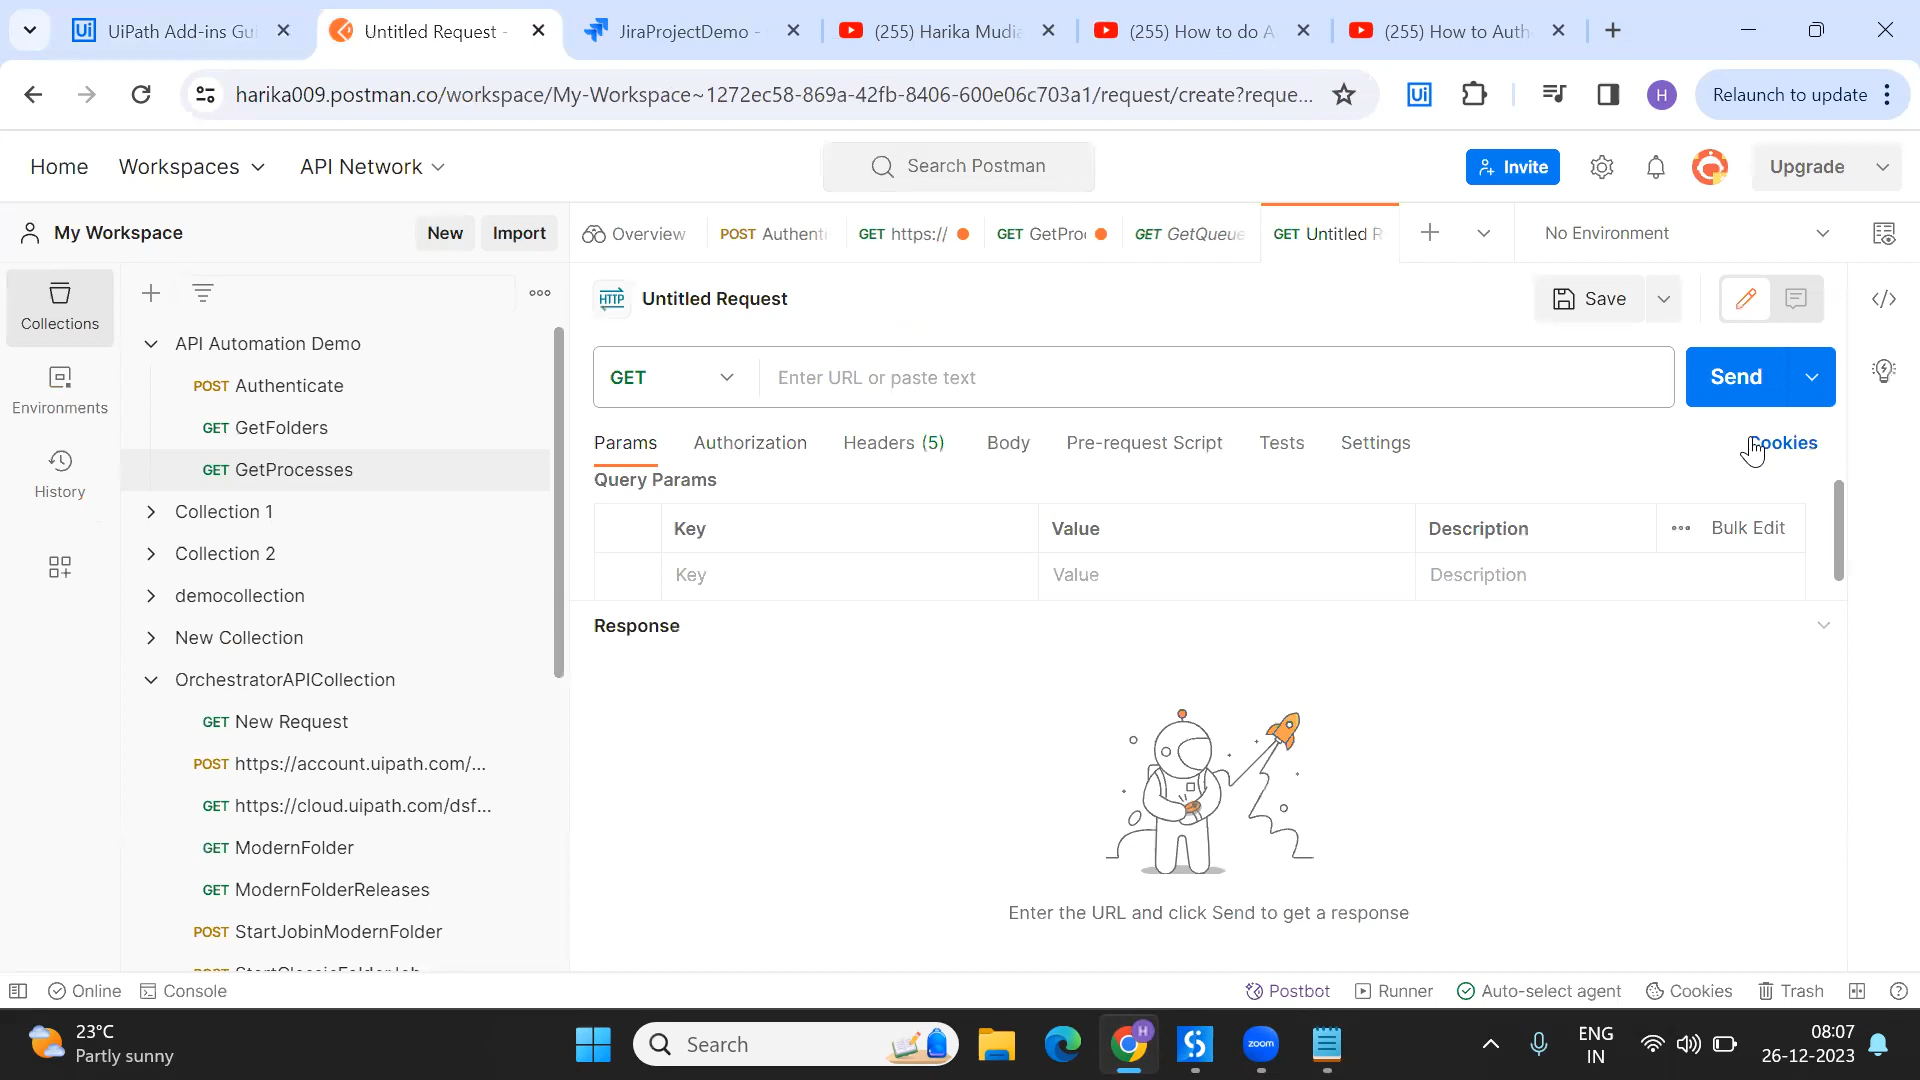 UiPath Add-ins Gui
Untitled Request -
JiraProjectDemo -
(255) Harika Mudia
(255) How to do A
(255) How to Auth
harika009.postman.co/workspace/My-Workspace~1272ec58-869a-42fb-8406-600e06c703a1/request/create?reque...
Ui
H
Relaunch to update
Home
Workspaces
API Network
Search Postman
Invite
Upgrade
My Workspace
New
Import
Overview
POST Authenti
GET https://
GET GetPro
GET GetQueue
GET Untitled R
No Environment
Collections
Environments
History
API Automation Demo
POST Authenticate
GET GetFolders
GET GetProcesses
Collection 1
Collection 2
democollection
New Collection
OrchestratorAPICollection
GET New Request
POST https://account.uipath.com/...
GET https://cloud.uipath.com/dsf...
GET ModernFolder
GET ModernFolderReleases
POST StartJobinModernFolder
HTTP
Untitled Request
Save
GET
Enter URL or paste text
Send
Params
Authorization
Headers (5)
Body
Pre-request Script
Tests
Settings
Cookies
Query Params
Key
Value
Description
Bulk Edit
Key
Value
Description
Response
Enter the URL and click Send to get a response
Online
Console
Postbot
Runner
Auto-select agent
Cookies
Trash
23°C
Partly sunny
Search
H
zoom
ENG
IN
08:07
26-12-2023